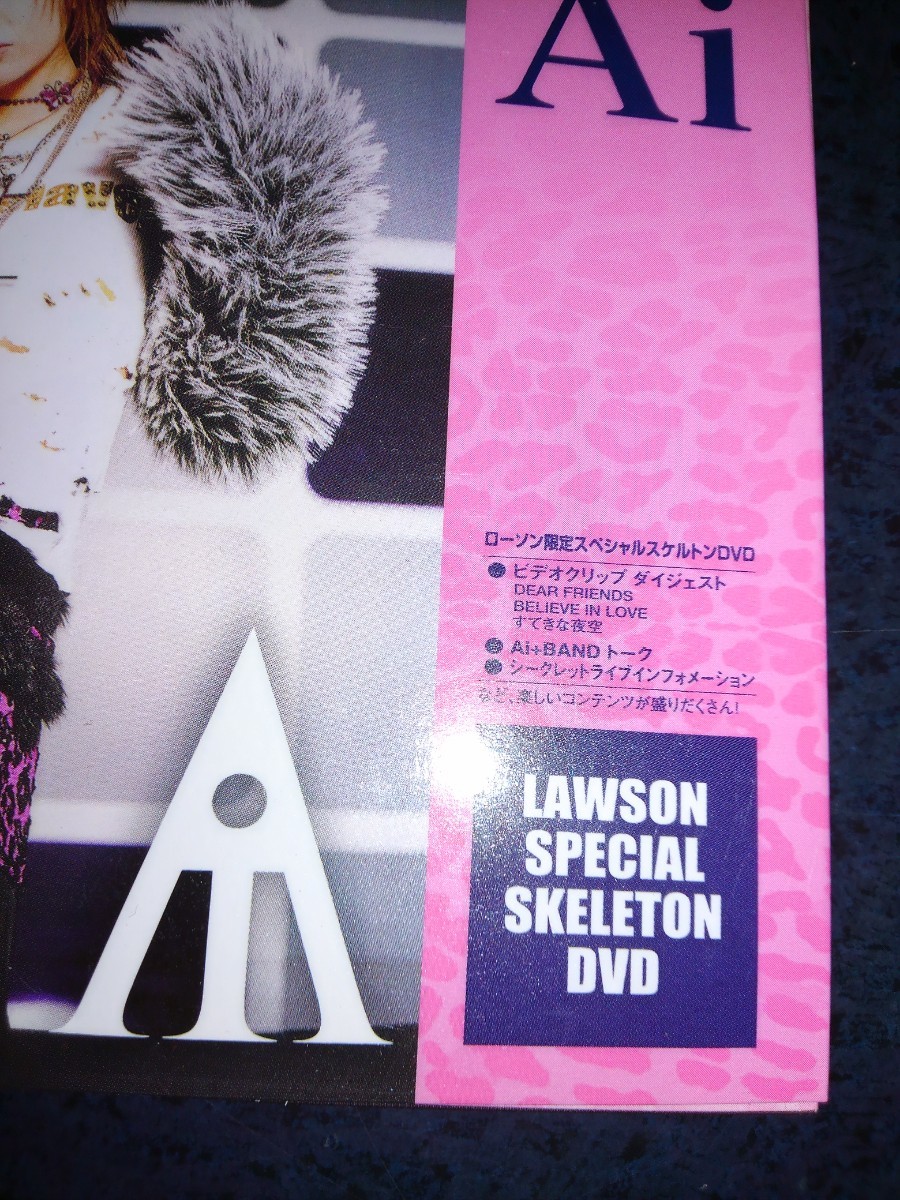 Ai
ローソン限定スペシャルスケルトンDVD
● ビデオクリップ ダイジェスト
DEAR FRIENDS
BELIEVE IN LOVE
すてきな夜空
● Ai+BAND トーク
● シークレットライブインフォメーション
など、楽しいコンテンツが盛りだくさん!
LAWSON
SPECIAL
SKELETON
DVD
Ai